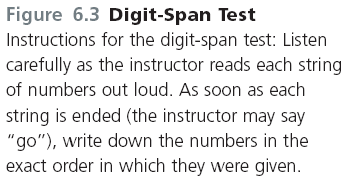 Figure 6.3 Digit-Span Test
Instructions for the digit-span test: Listen
carefully as the instructor reads each string
of numbers out loud. As soon as each
string is ended (the instructor may say
“go”), write down the numbers in the
exact order in which they were given.